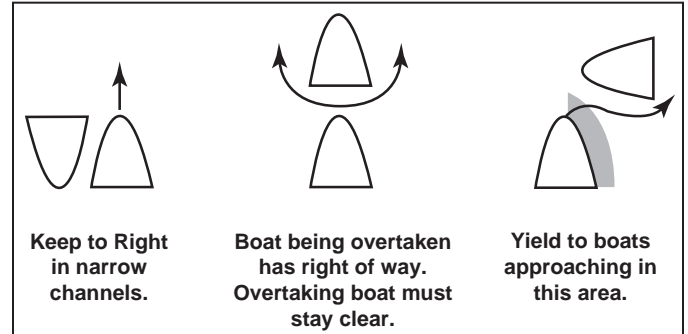 Keep to Right
in narrow
channels.
Boat being overtaken
has right of way.
Overtaking boat must
stay clear.
Yield to boats
approaching in
this area.